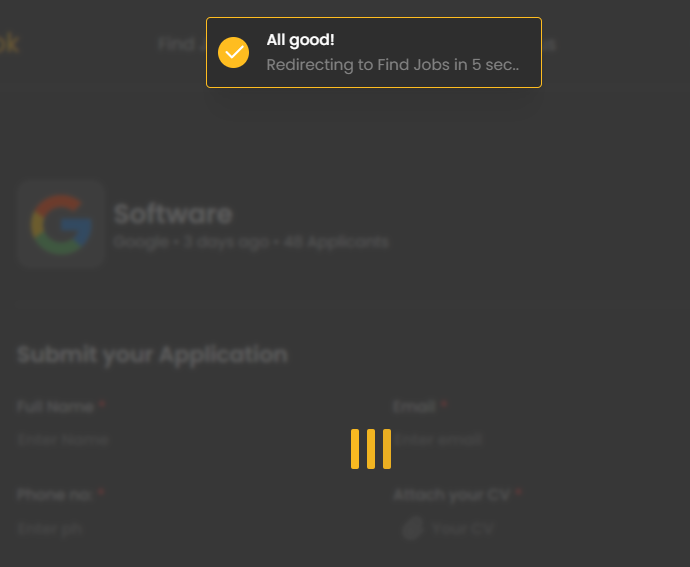 All good!
Redirecting to Find Jobs in 5 sec..
Find
Software
Google • 3 days ago • 48 Applicants
Submit your Application
Full Name *
Email *
Enter Name
Enter email
Phone no: *
Attach your CV *
Enter ph
Your CV